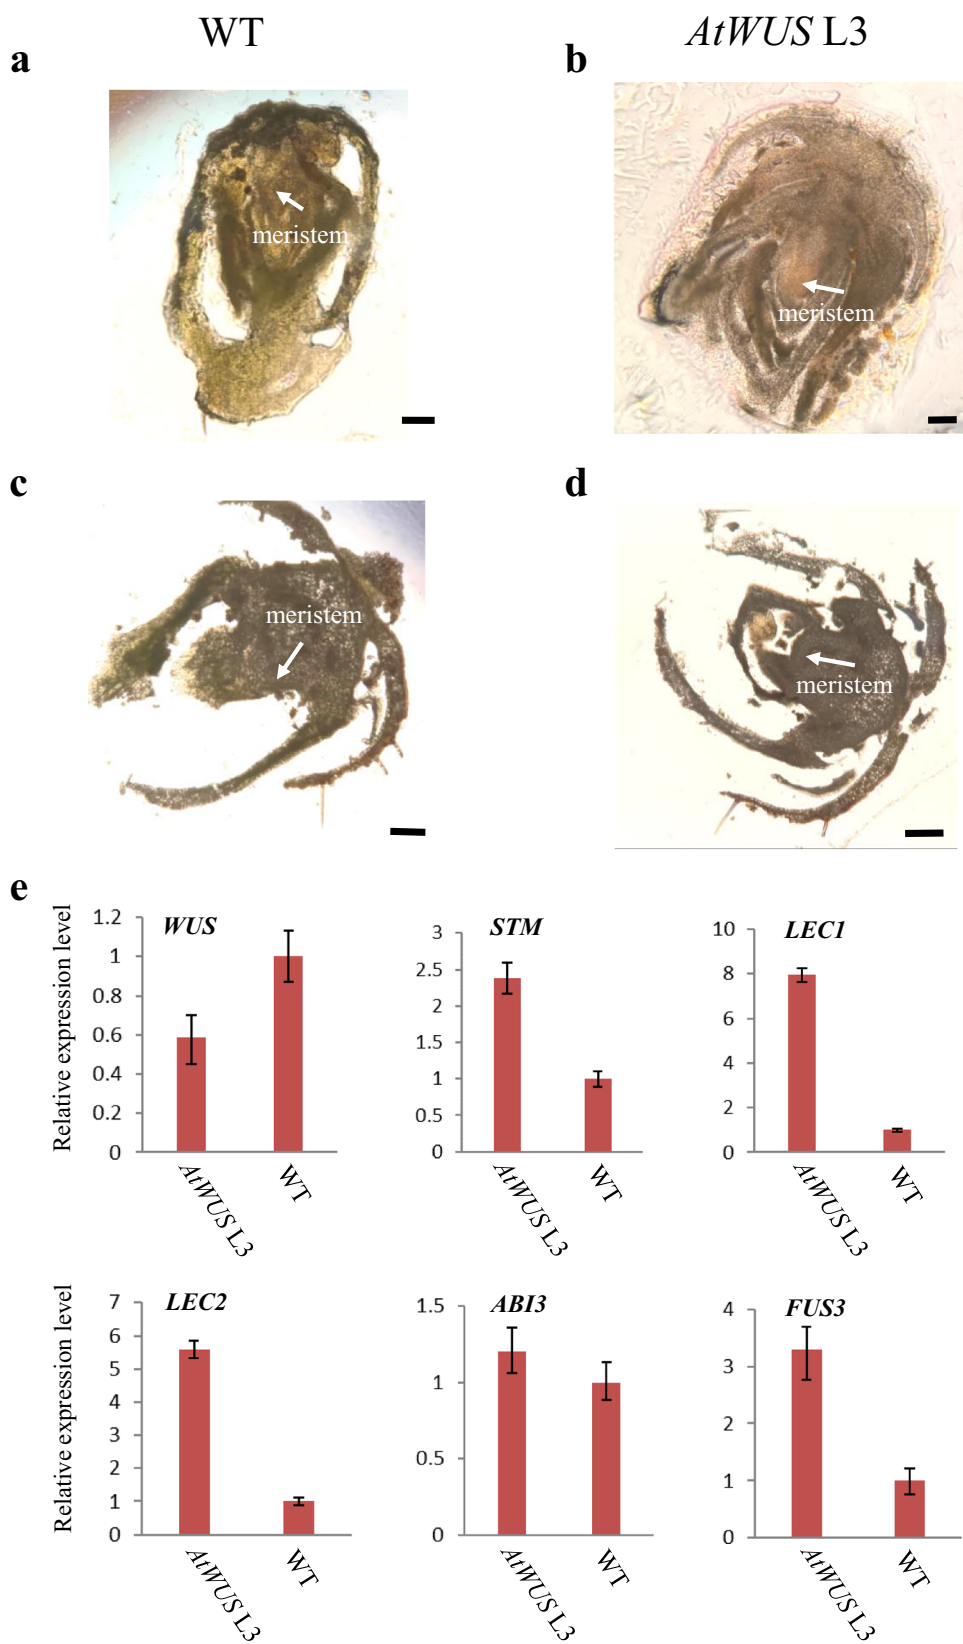 WT
AtWUS L3
a
b
meristem
meristem
c
d
meristem
meristem
e
Relative expression level
WUS
1.2
1
0.8
0.6
0.4
0.2
0
AtWUS L3
WT
STM
3
2.5
2
1.5
1
0.5
0
AtWUS L3
WT
LEC1
10
8
6
4
2
0
AtWUS L3
WT
Relative expression level
LEC2
7
6
5
4
3
2
1
0
AtWUS L3
WT
ABI3
1.5
1
0.5
0
AtWUS L3
WT
FUS3
4
3
2
1
0
AtWUS L3
WT